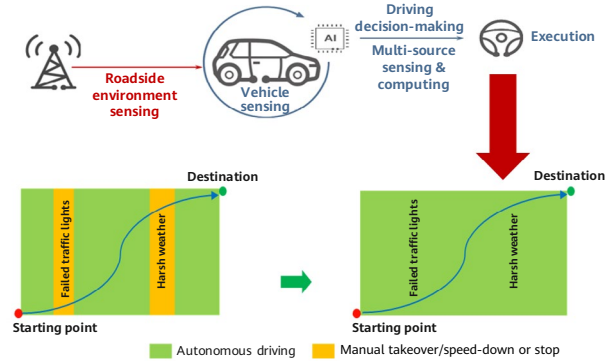 AI
Driving
decision-making
Multi-source
sensing &
computing
Execution
Roadside
environment
sensing
Vehicle
sensing
Destination
Failed traffic lights
Harsh weather
Starting point
Destination
Failed traffic lights
Harsh weather
Starting point
Autonomous driving
Manual takeover/speed-down or stop